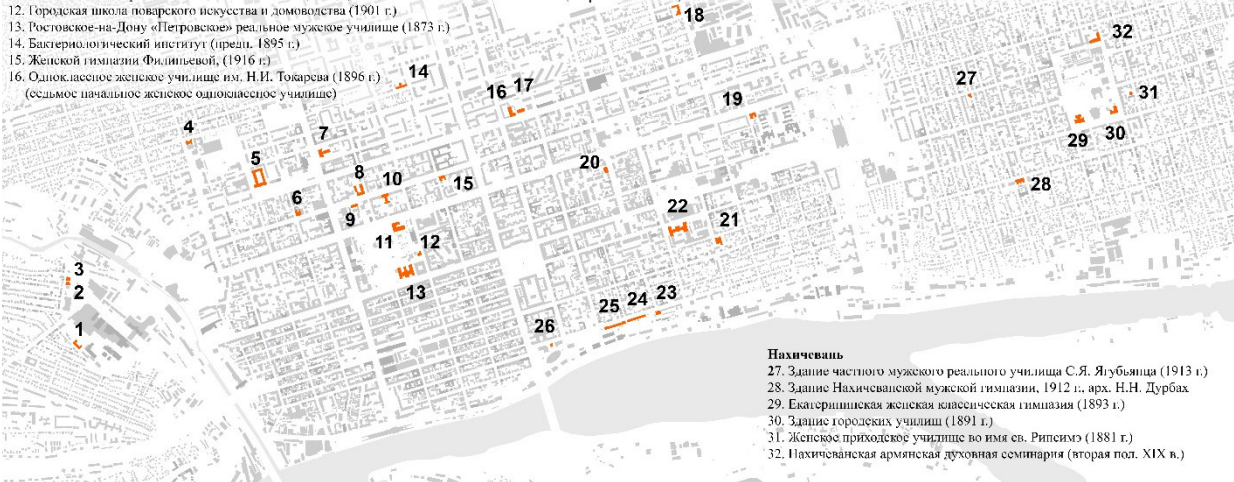 12. Городская школа поварского искусства и домоводства (1901 г.)
13. Ростовское-на-Дону «Петровское» реальное мужское училище (1873 г.)
14. Бактериологический институт (предп. 1895 г.)
15. Женской гимназии Филипьевой, (1916 г.)
16. Одноклассное женское училище им. Н.И. Токарева (1896 г.)
(седьмое начальное женское одноклассное училище)
18
32
14
16 17
27
31
19
4
7
29
30
5
8
10
15
20
28
6
9
22
21
11
12
3
2
13
25 24 23
1
26
Нахичевань
27. Здание частного мужского реального училища С.Я. Ягубьянца (1913 г.)
28. Здание Нахичеванской мужской гимназии, 1912 г., арх. Н.Н. Дурбах
29. Екатерининская женская классическая гимназия (1893 г.)
30. Здание городских училищ (1891 г.)
31. Женское приходское училище во имя св. Рипсимэ (1881 г.)
32. Нахичеванская армянская духовная семинария (вторая пол. XIX в.)